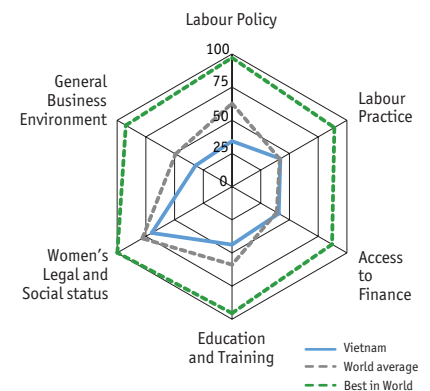 Labour Policy
100
75
50
25
0
General
Business
Environment
Labour
Practice
Women's
Legal and
Social status
Access
to
Finance
Education
and Training
Vietnam
World average
Best in World